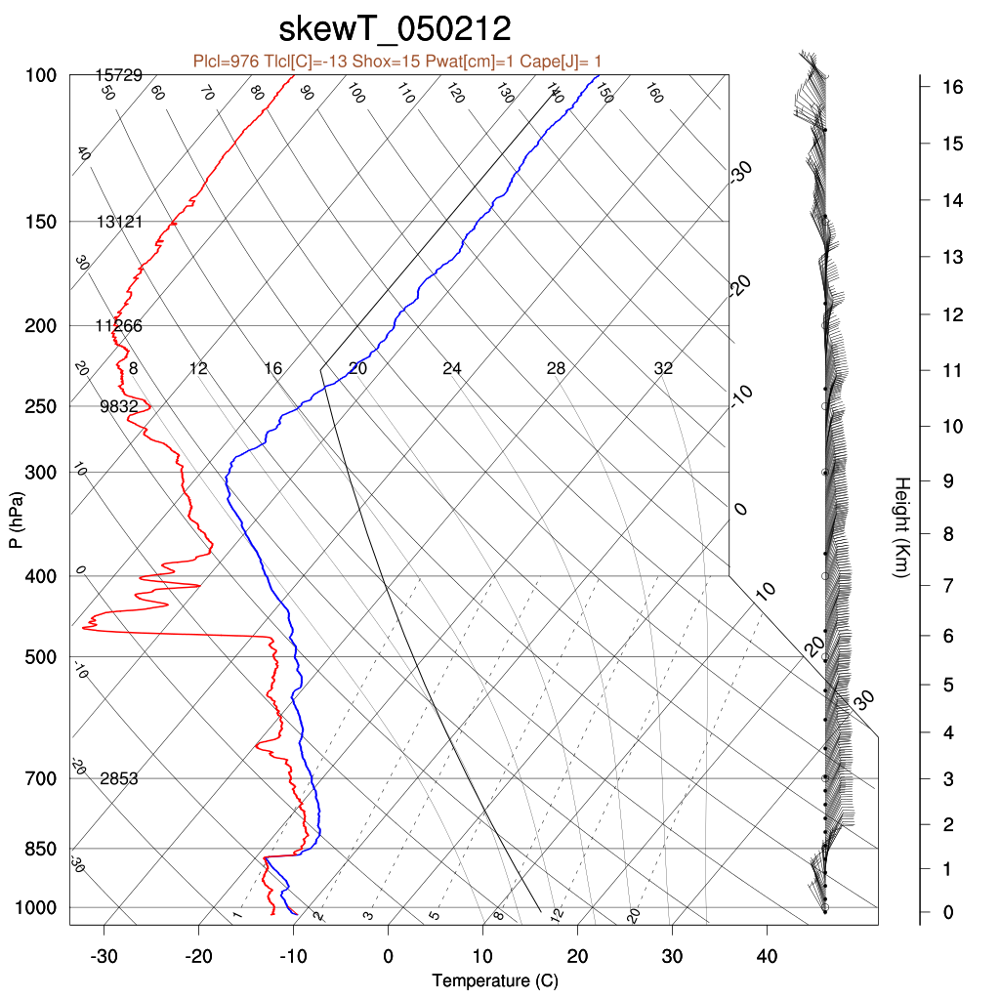 skewT_050212
Plcl=976 Tlcl[C]=-13 Shox=15 Pwat[cm]=1 Cape[J]= 1
100 15729 16
50 60 70 80 90 100 110 120 130 140 150 160
40 15
-30
14
150 13121
30 13
-20 12
200 11266
20 8 12 16 20 24 28 32 11
-10
250 9832 10
10 300 9
0
P (hPa) Height (Km)
8
0 400 10 7
20 6
-10 500 5
30
4
-20 700 2853 3
2
850
-30 1
1000 1 2 3 5 8 12 20 0
-30 -20 -10 0 10 20 30 40
Temperature (C)